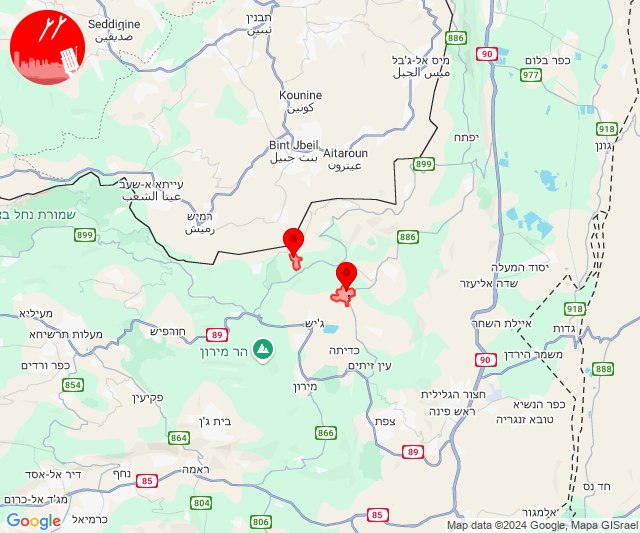 Seddiqine
صديقين
תבנין
تبنين
886
90
כפר בלום
מיס אל-ג'בל
ميس الجبل
977
Kounine
كونين
918
גונן
יפתח
Bint Jbeil
بنت جبيل
Aitaroun
عيترون
899
עייתא א-שעב
عيتا الشعب
שמורת נחל בצ
רמיש
رميش
899
886
יסוד המעלה
שדה אליעזר
918
מעיליא
ג'יש
איילת השחר
גדות
מעלות תרשיחא
חורפיש
89
הר מירון
כדיתה
משמר הירדן
90
כפר ורדים
עין זיתים
888
854
מירון
פקיעין
חצור הגלילית
ראש פינה
כפר הנשיא
טובא זנגריה
בית ג'ן
צפת
864
866
89
דיר אל-אסד
נחף
85
ראמה
חד נס
מג'ד אל-כרום
804
85
אלמגור
כרמיאל
806
Google
Map data ©2024 Google, Mapa GISrael